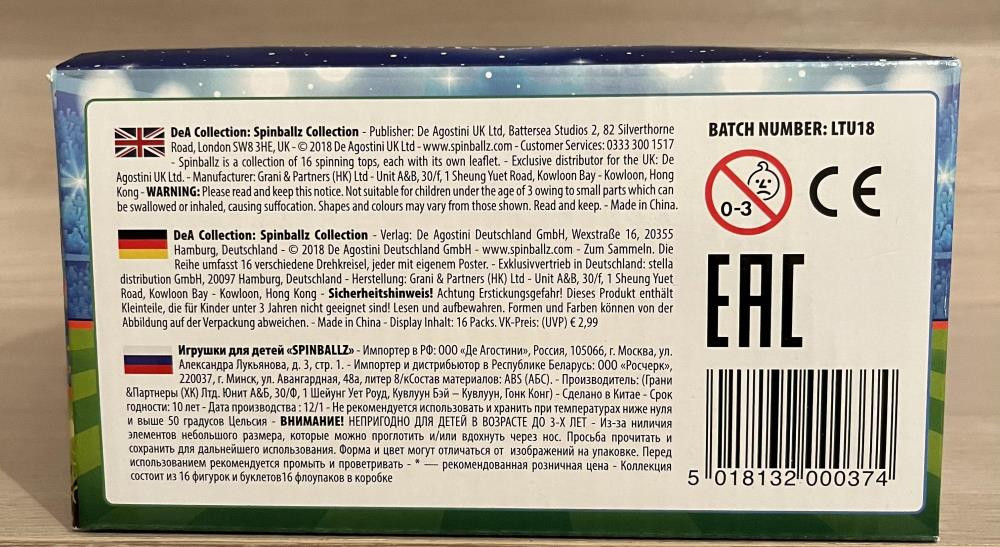 DeA Collection: Spinballz Collection - Publisher: De Agostini UK Ltd, Battersea Studios 2, 82 Silverthorne
Road, London SW8 3HE, UK - © 2018 De Agostini UK Ltd - www.spinballz.com - Customer Services: 0333 300 1517
- Spinballz is a collection of 16 spinning tops, each with its own leaflet. - Exclusive distributor for the UK: De
Agostini UK Ltd. - Manufacturer: Grani & Partners (HK) Ltd - Unit A&B, 30/f, 1 Sheung Yuet Road, Kowloon Bay - Kowloon, Hong
Kong - WARNING: Please read and keep this notice. Not suitable for children under the age of 3 owing to small parts which can
be swallowed or inhaled, causing suffocation. Shapes and colours may vary from those shown. Read and keep. - Made in China.
DeA Collection: Spinballz Collection - Verlag: De Agostini Deutschland GmbH, Wexstraße 16, 20355
Hamburg, Deutschland - © 2018 De Agostini Deutschland GmbH - www.spinballz.com - Zum Sammeln. Die
Reihe umfasst 16 verschiedene Drehkreisel, jeder mit eigenem Poster. - Exklusivvertrieb in Deutschland: stella
distribution GmbH, 20097 Hamburg, Deutschland - Herstellung: Grani & Partners (HK) Ltd - Unit A&B, 30/f, 1 Sheung Yuet
Road, Kowloon Bay - Kowloon, Hong Kong - Sicherheitshinweis! Achtung Erstickungsgefahr! Dieses Produkt enthält
Kleinteile, die für Kinder unter 3 Jahren nicht geeignet sind! Lesen und aufbewahren. Formen und Farben können von der
Abbildung auf der Verpackung abweichen. - Made in China - Display Inhalt: 16 Packs. VK-Preis: (UVP) € 2,99
Игрушки для детей «SPINBALLZ» - Импортер в РФ: ООО «Де Агостини», Россия, 105066, г. Москва, ул.
Александра Лукьянова, д. 3, стр. 1. - Импортер и дистрибьютор в Республике Беларусь: ООО «Росчерк»,
220037, г. Минск, ул. Авангардная, 48а, литер 8/кСостав материалов: ABS (АБС). - Производитель: (Грани
&Партнеры (ХК) Лтд. Юнит А&Б, 30/Ф, 1 Шейунг Ует Роуд, Кувлуун Бэй – Кувлуун, Гонк Конг) - Сделано в Китае - Срок
годности: 10 лет - Дата производства : 12/1 - Не рекомендуется использовать и хранить при температурах ниже нуля
и выше 50 градусов Цельсия - ВНИМАНИЕ! НЕПРИГОДНО ДЛЯ ДЕТЕЙ В ВОЗРАСТЕ ДО 3-Х ЛЕТ - Из-за наличия
элементов небольшого размера, которые можно проглотить и/или вдохнуть через нос. Просьба прочитать и
сохранить для дальнейшего использования. Форма и цвет могут отличаться от изображений на упаковке. Перед
использованием рекомендуется промыть и проветривать - * —- рекомендованная розничная цена - Коллекция
состоит из 16 фигурок и буклетов16 флоупаков в коробке
BATCH NUMBER: LTU18
0-3
CE
EAC
5 018132 000374